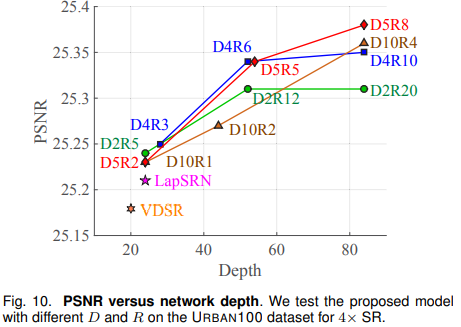 25.4
25.35
25.3
25.25
25.2
25.15
PSNR
D5R8
D4R6
D10R4
D5R5
D4R10
D2R12
D2R20
D4R3
D10R2
D2R5
D5R2
D10R1
LapSRN
VDSR
20 40 60 80
Depth
Fig. 10. PSNR versus network depth. We test the proposed model
with different D and R on the URBAN100 dataset for 4× SR.